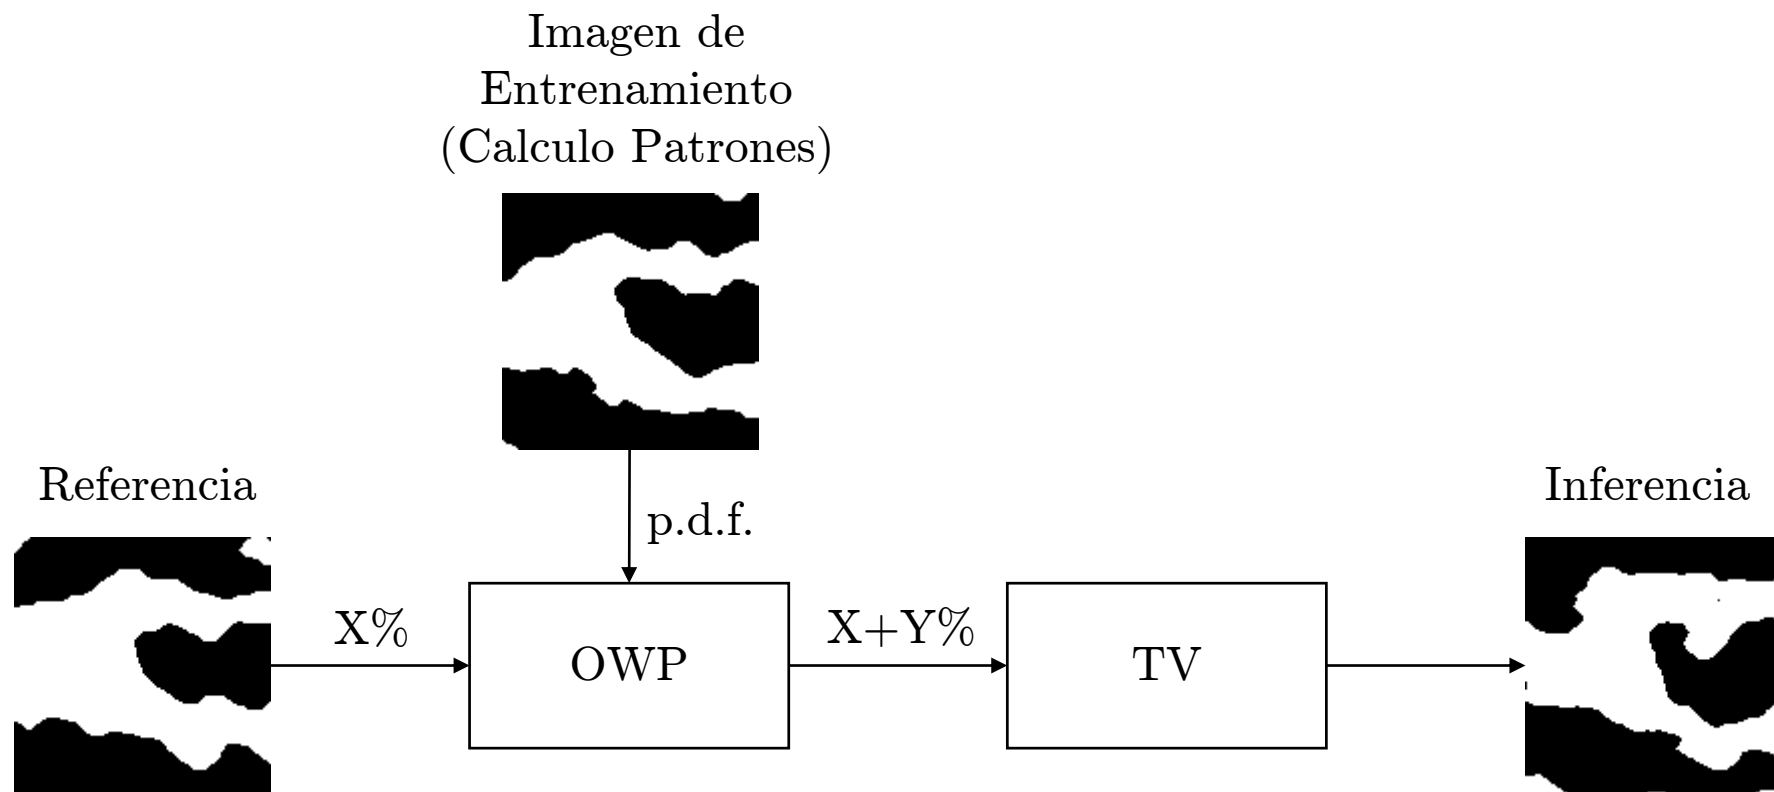 Imagen de
Entrenamiento
(Calculo Patrones)
Referencia
Inferencia
p.d.f.
X%
OWP
X+Y%
TV